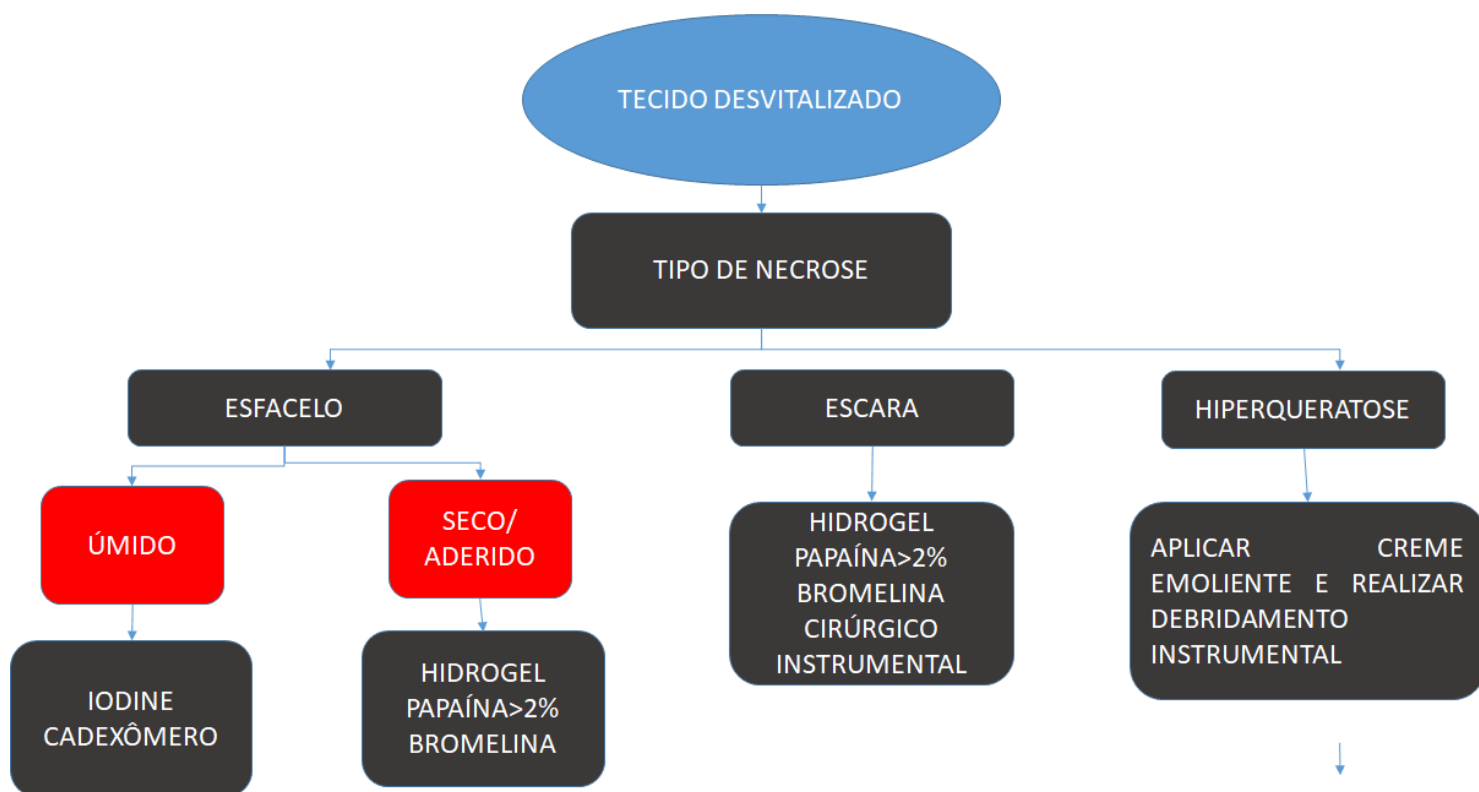 TECIDO DESVITALIZADO
TIPO DE NECROSE
ESFACELO
ESCARA
HIPERQUERATOSE
ÚMIDO
SECO/
ADERIDO
IODINE
CADEXÔMERO
HIDROGEL
PAPAÍNA>2%
BROMELINA
HIDROGEL
PAPAÍNA>2%
BROMELINA
CIRÚRGICO
INSTRUMENTAL
APLICAR CREME
EMOLIENTE E REALIZAR
DEBRIDAMENTO
INSTRUMENTAL